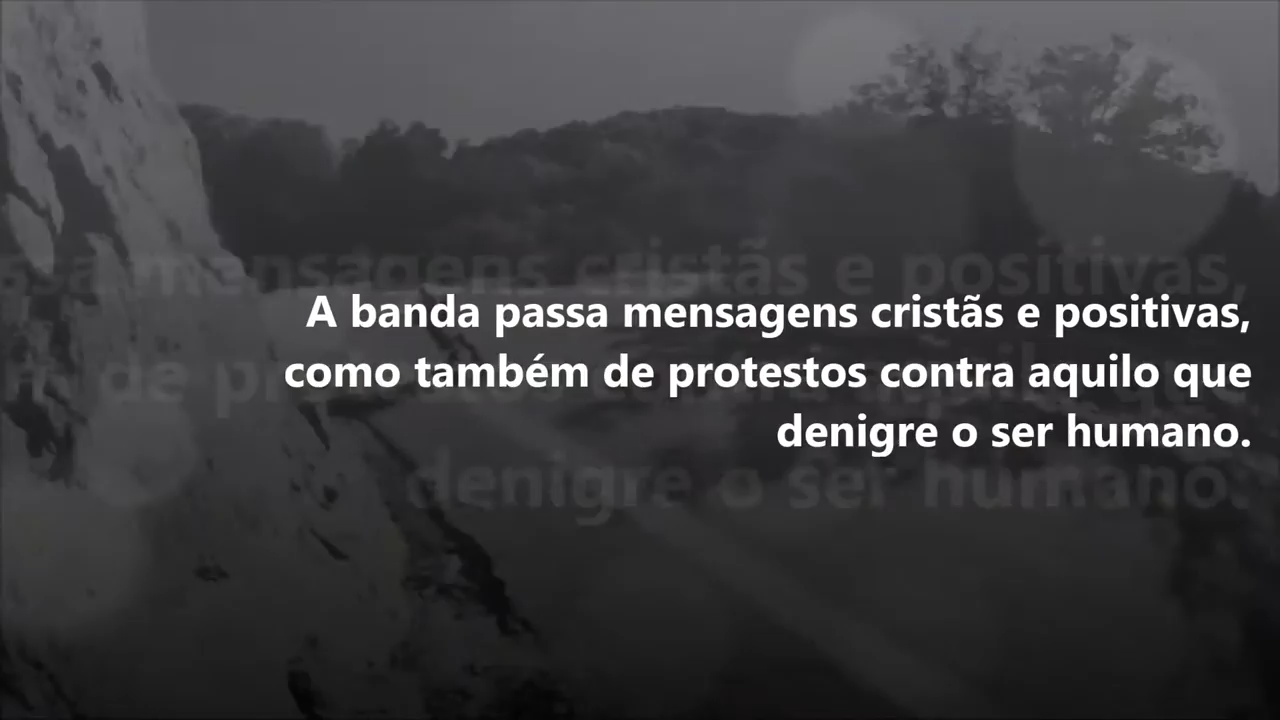 A banda passa mensagens cristãs e positivas,
como também de protestos contra aquilo que
denigre o ser humano.